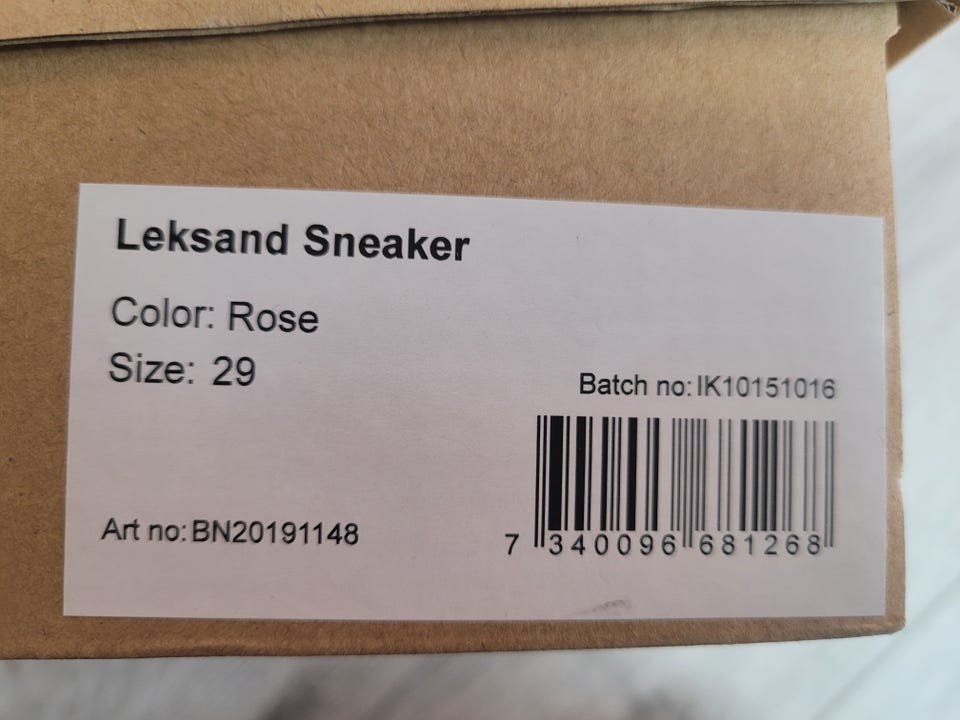 Leksand Sneaker
Color: Rose
Size: 29
Batch no: IK10151016
Art no: BN20191148
7 340096 681268